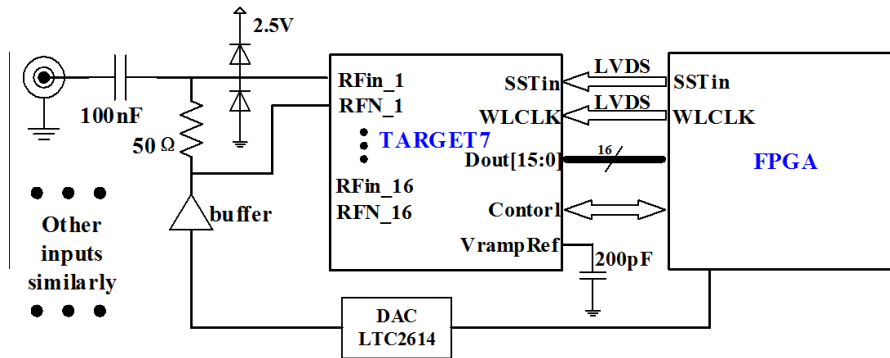 2.5V
100nF
50Ω
buffer
Other
inputs
similarly
RFin_1
RFN_1
TARGET7
RFin_16
RFN_16
SSTin
WLCLK
Dout[15:0]
Contorl
VrampRef
LVDS
LVDS
16
200pF
SSTin
WLCLK
FPGA
DAC
LTC2614